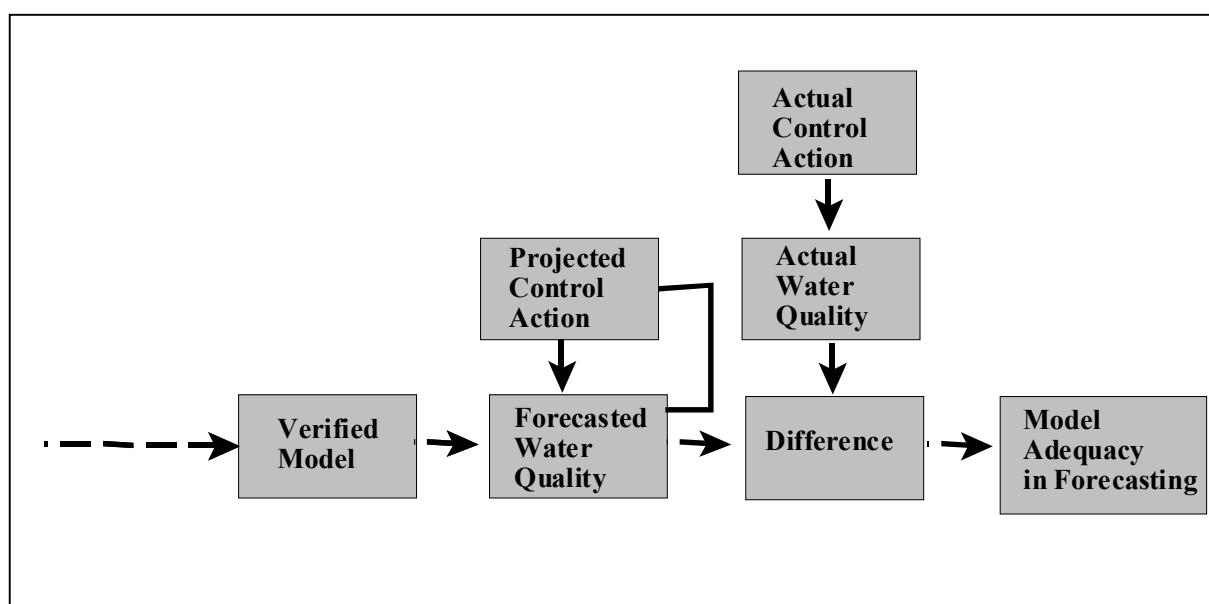 Actual
Control
Action
Projected
Control
Action
Actual
Water
Quality
Verified
Model
Forecasted
Water
Quality
Difference
Model
Adequacy
in Forecasting